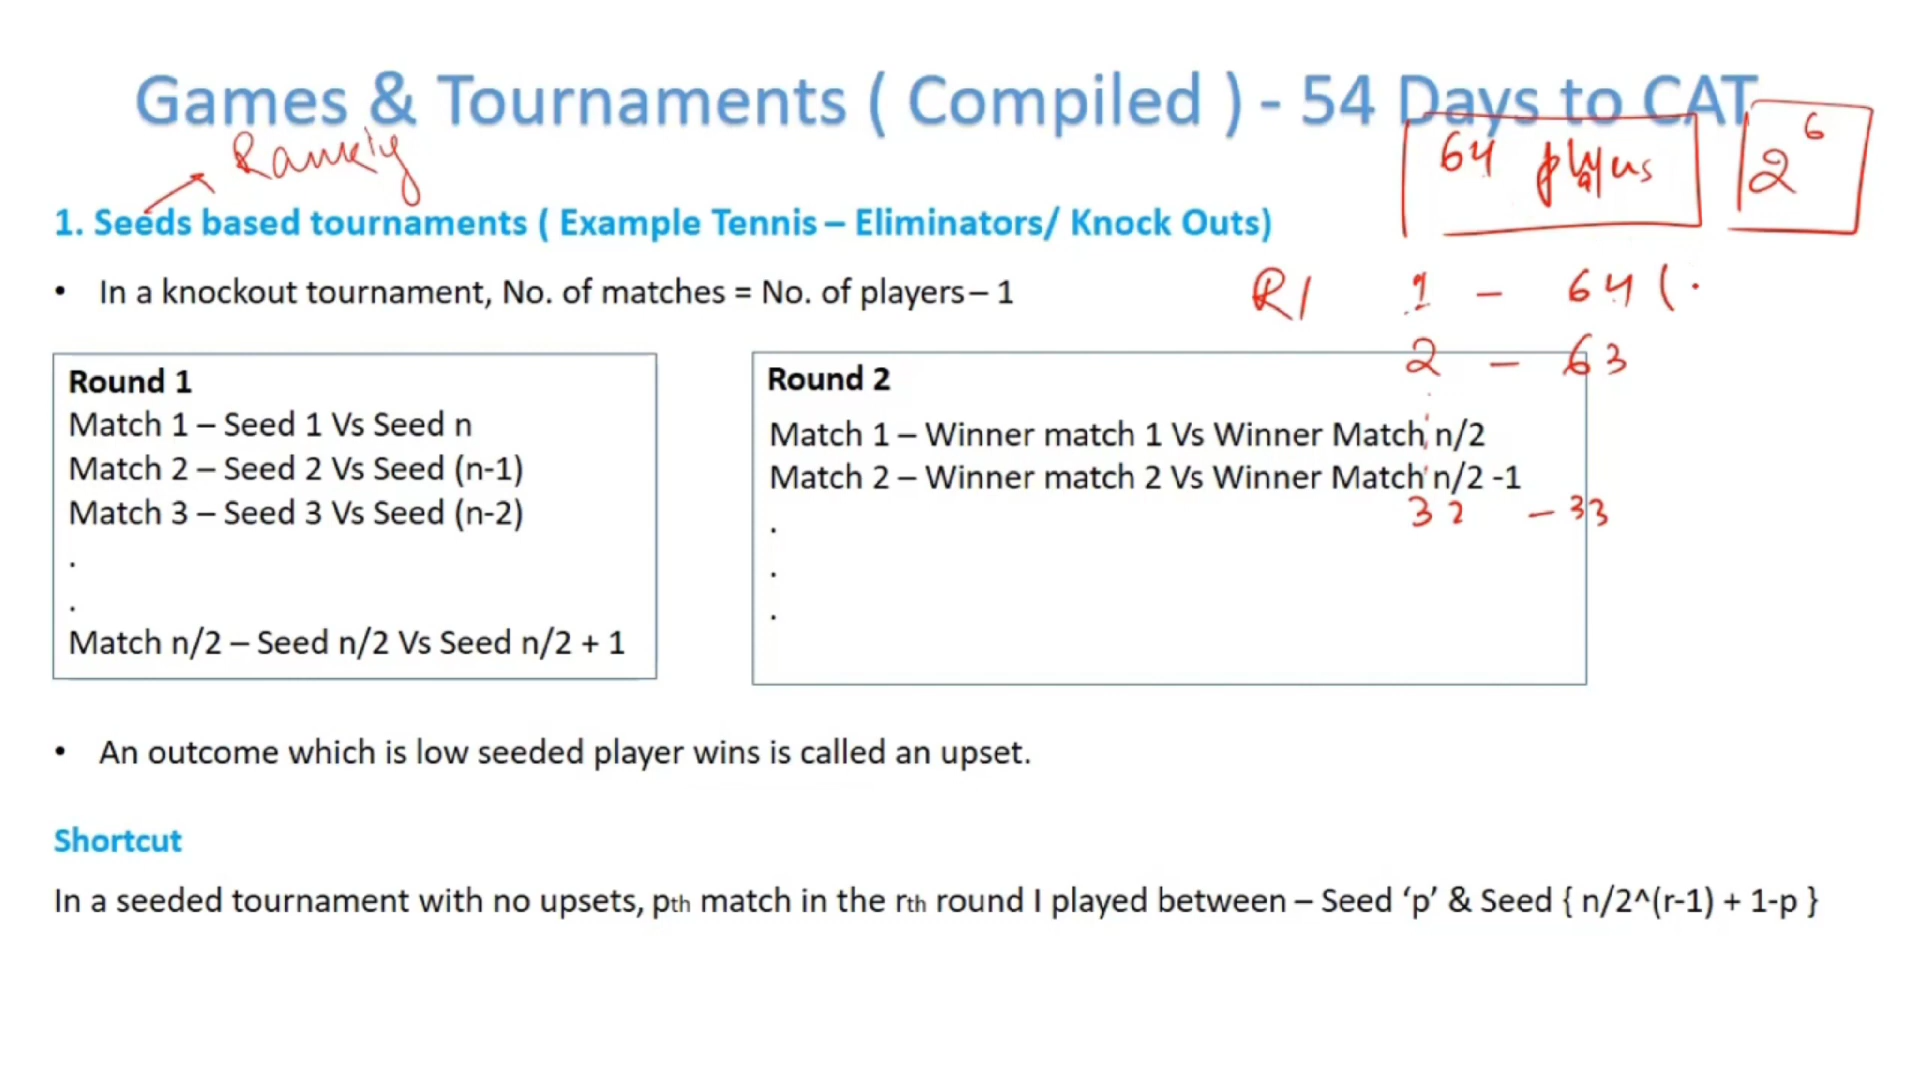 Games & Tournaments ( Compiled ) - 54 Days to CAT
64 players
2^6
1. Seeds based tournaments ( Example Tennis – Eliminators/ Knock Outs)
• In a knockout tournament, No. of matches = No. of players – 1
R1 1 - 64 ( .
2 - 63
Round 1
Match 1 – Seed 1 Vs Seed n
Match 2 – Seed 2 Vs Seed (n-1)
Match 3 – Seed 3 Vs Seed (n-2)
.
.
Match n/2 – Seed n/2 Vs Seed n/2 + 1
Round 2
Match 1 – Winner match 1 Vs Winner Match n/2
Match 2 – Winner match 2 Vs Winner Match n/2 -1
32 - 33
.
.
.
• An outcome which is low seeded player wins is called an upset.
Shortcut
In a seeded tournament with no upsets, pth match in the rth round I played between – Seed ‘p’ & Seed { n/2^(r-1) + 1-p }